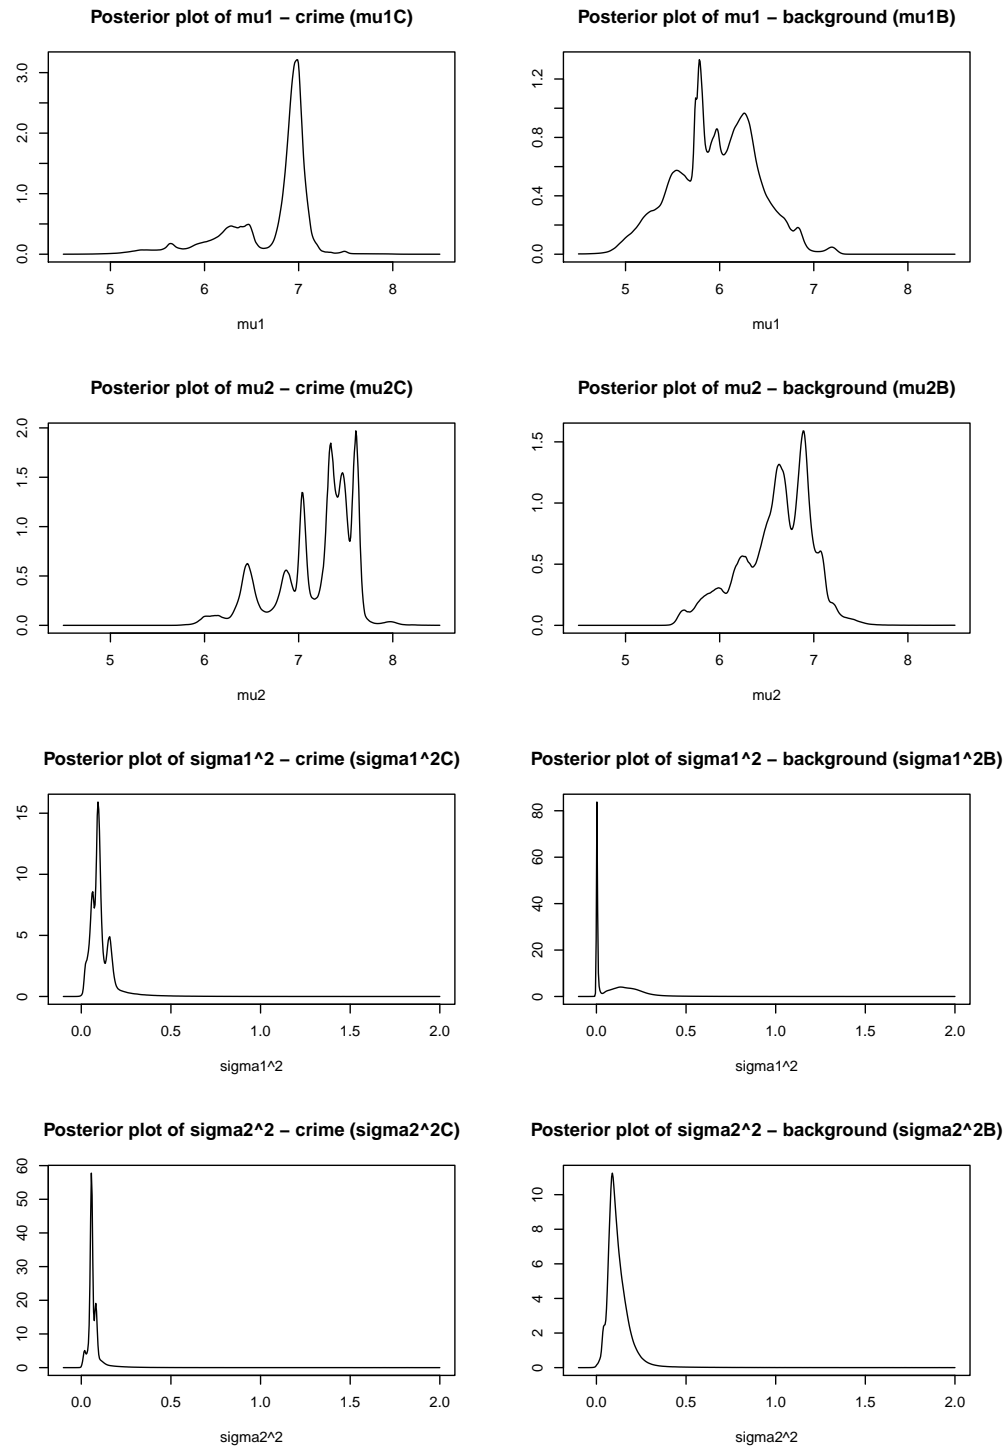 Posterior plot of mu1 − crime (mu1C)
3.0
2.0
1.0
0.0
5 6 7 8
mu1
Posterior plot of mu1 − background (mu1B)
1.2
0.8
0.4
0.0
5 6 7 8
mu1
Posterior plot of mu2 − crime (mu2C)
2.0
1.5
1.0
0.5
0.0
5 6 7 8
mu2
Posterior plot of mu2 − background (mu2B)
1.5
1.0
0.5
0.0
5 6 7 8
mu2
Posterior plot of sigma1^2 − crime (sigma1^2C)
15
10
5
0
0.0 0.5 1.0 1.5 2.0
sigma1^2
Posterior plot of sigma1^2 − background (sigma1^2B)
80
60
40
20
0
0.0 0.5 1.0 1.5 2.0
sigma1^2
Posterior plot of sigma2^2 − crime (sigma2^2C)
60
50
40
30
20
10
0
0.0 0.5 1.0 1.5 2.0
sigma2^2
Posterior plot of sigma2^2 − background (sigma2^2B)
10
8
6
4
2
0
0.0 0.5 1.0 1.5 2.0
sigma2^2